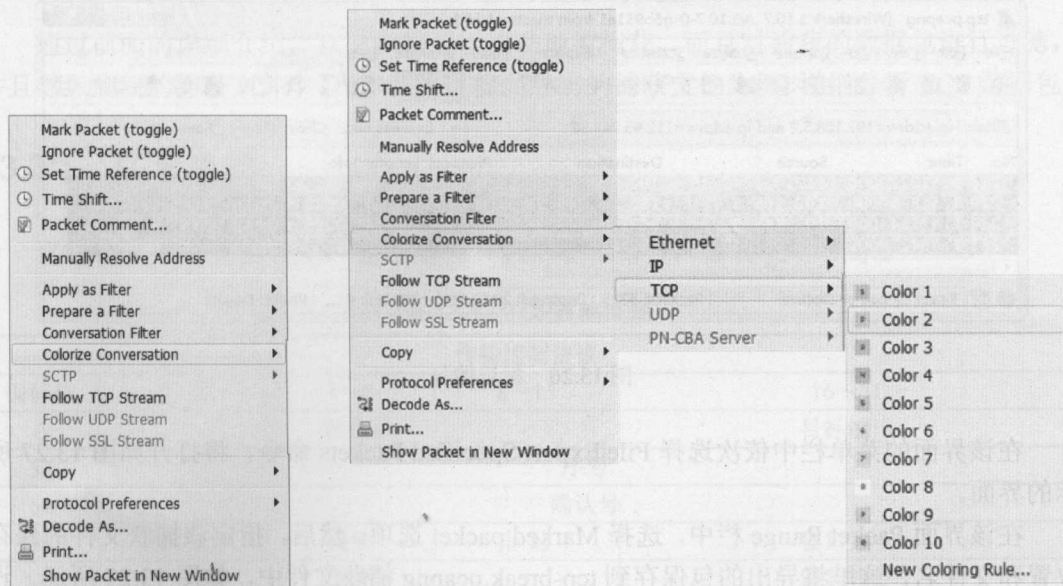 Mark Packet (toggle)
Ignore Packet (toggle)
Set Time Reference (toggle)
Time Shift...
Packet Comment...
Manually Resolve Address
Apply as Filter
Prepare a Filter
Conversation Filter
Colorize Conversation
SCTP
Follow TCP Stream
Follow UDP Stream
Follow SSL Stream
Copy
Protocol Preferences
Decode As...
Print...
Show Packet in New Window
Mark Packet (toggle)
Ignore Packet (toggle)
Set Time Reference (toggle)
Time Shift...
Packet Comment...
Manually Resolve Address
Apply as Filter
Prepare a Filter
Conversation Filter
Colorize Conversation
SCTP
Follow TCP Stream
Follow UDP Stream
Follow SSL Stream
Copy
Protocol Preferences
Decode As...
Print...
Show Packet in New Window
Ethernet
IP
TCP
UDP
PN-CBA Server
Color 1
Color 2
Color 3
Color 4
Color 5
Color 6
Color 7
Color 8
Color 9
Color 10
New Coloring Rule...